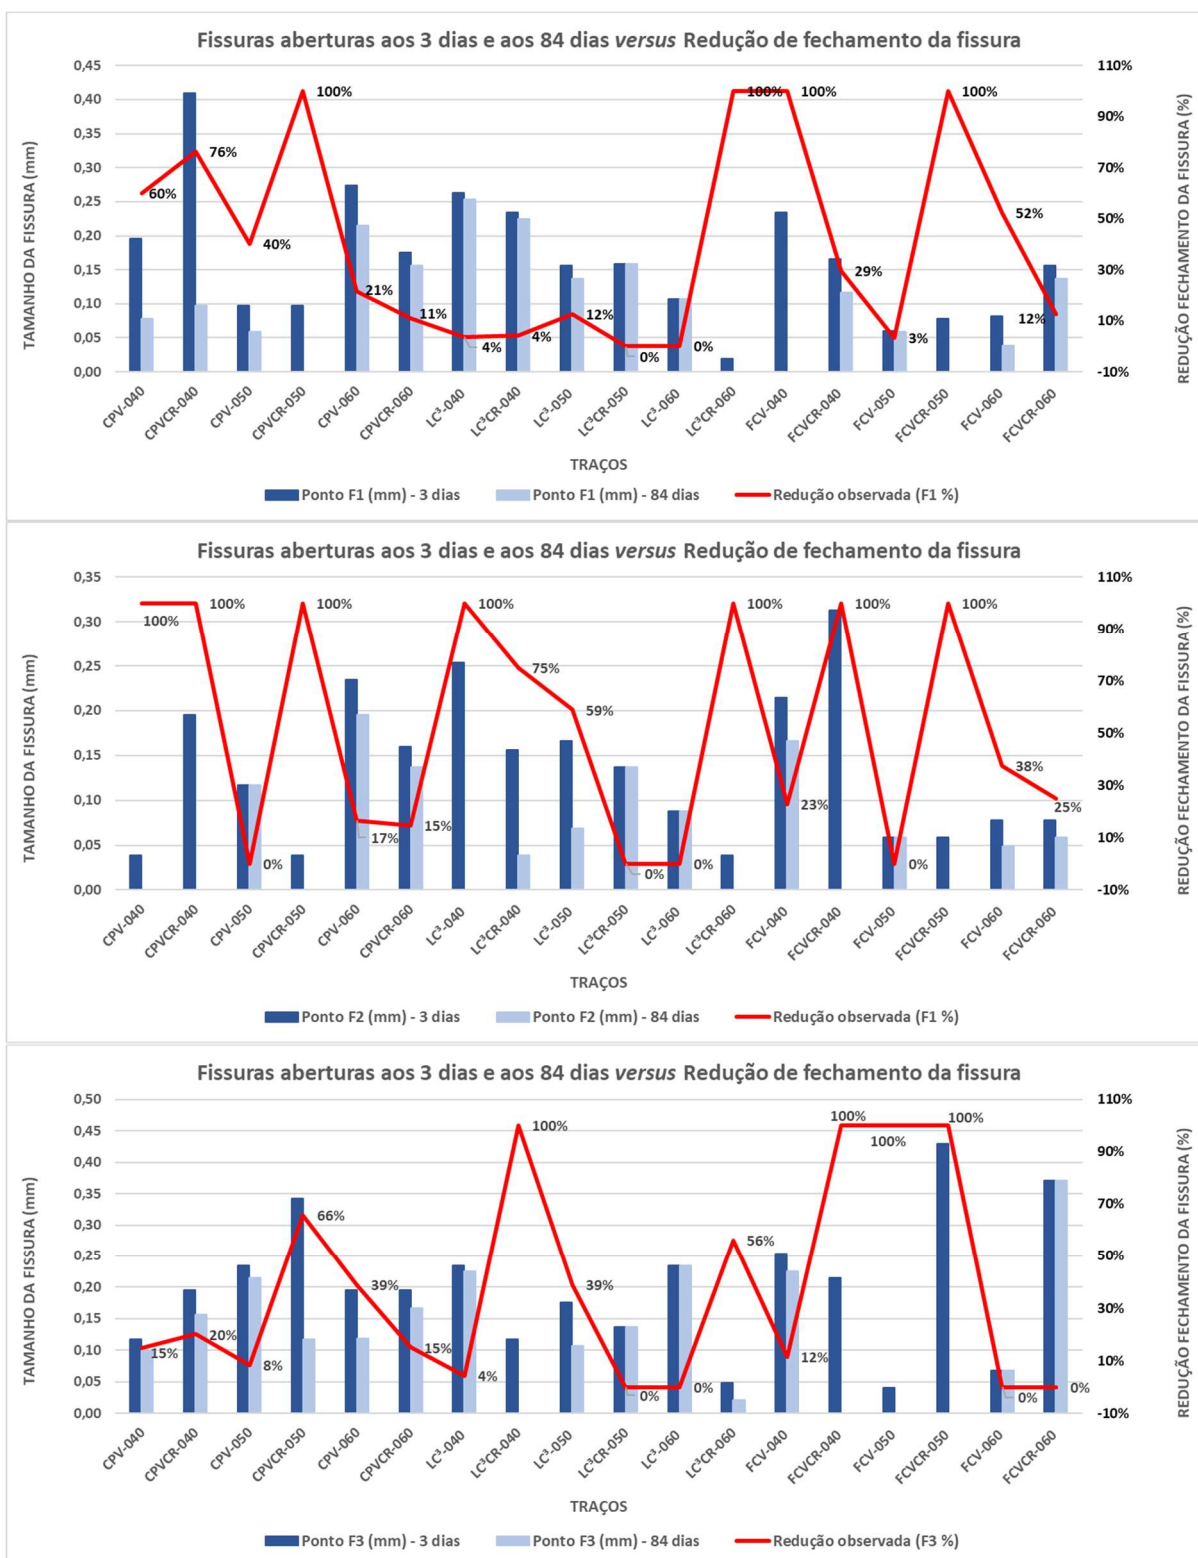 Fissuras aberturas aos 3 dias e aos 84 dias versus Redução de fechamento da fissura
TAMANHO DA FISSURA (mm)
0,45
0,40
0,35
0,30
0,25
0,20
0,15
0,10
0,05
0,00
60%
76%
40%
100%
21%
11%
4%
4%
12%
0%
0%
100%
100%
29%
3%
100%
52%
12%
110%
90%
70%
50%
30%
10%
-10%
REDUÇÃO FECHAMENTO DA FISSURA (%)
CPV-040
CPVCR-040
CPV-050
CPVCR-050
CPV-060
CPVCR-060
LC³-040
LC³CR-040
LC³-050
LC³CR-050
LC³-060
LC³CR-060
FCV-040
FCVCR-040
FCV-050
FCVCR-050
FCV-060
FCVCR-060
TRAÇOS
Ponto F1 (mm) - 3 dias Ponto F1 (mm) - 84 dias Redução observada (F1 %)
Fissuras aberturas aos 3 dias e aos 84 dias versus Redução de fechamento da fissura
TAMANHO DA FISSURA (mm)
0,35
0,30
0,25
0,20
0,15
0,10
0,05
0,00
100%
100%
0%
100%
17%
15%
100%
75%
59%
0%
0%
100%
23%
100%
0%
100%
38%
25%
110%
90%
70%
50%
30%
10%
-10%
REDUÇÃO FECHAMENTO DA FISSURA (%)
CPV-040
CPVCR-040
CPV-050
CPVCR-050
CPV-060
CPVCR-060
LC³-040
LC³CR-040
LC³-050
LC³CR-050
LC³-060
LC³CR-060
FCV-040
FCVCR-040
FCV-050
FCVCR-050
FCV-060
FCVCR-060
TRAÇOS
Ponto F2 (mm) - 3 dias Ponto F2 (mm) - 84 dias Redução observada (F1 %)
Fissuras aberturas aos 3 dias e aos 84 dias versus Redução de fechamento da fissura
TAMANHO DA FISSURA (mm)
0,50
0,45
0,40
0,35
0,30
0,25
0,20
0,15
0,10
0,05
0,00
15%
20%
8%
66%
39%
15%
4%
100%
39%
0%
0%
56%
12%
100%
100%
100%
0%
0%
110%
90%
70%
50%
30%
10%
-10%
REDUÇÃO FECHAMENTO DA FISSURA (%)
CPV-040
CPVCR-040
CPV-050
CPVCR-050
CPV-060
CPVCR-060
LC³-040
LC³CR-040
LC³-050
LC³CR-050
LC³-060
LC³CR-060
FCV-040
FCVCR-040
FCV-050
FCVCR-050
FCV-060
FCVCR-060
TRAÇOS
Ponto F3 (mm) - 3 dias Ponto F3 (mm) - 84 dias Redução observada (F3 %)